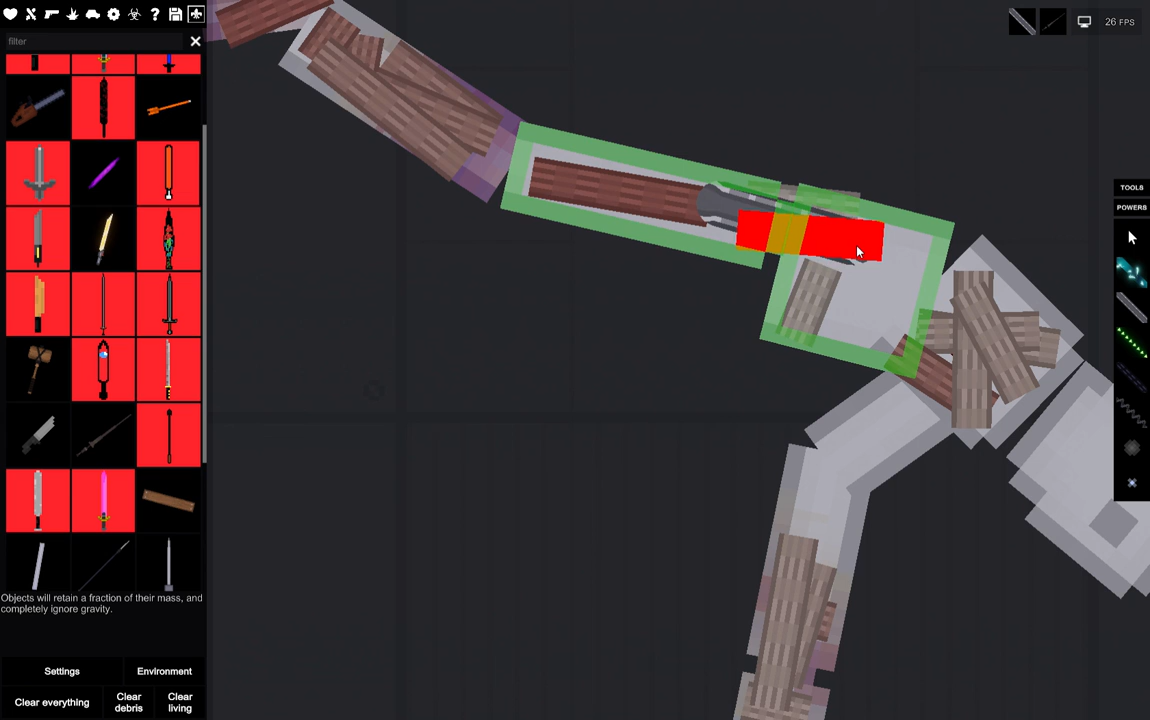 ?
26 FPS
filter
TOOLS
POWERS
Objects will retain a fraction of their mass, and
completely ignore gravity.
Settings
Environment
Clear everything
Clear
debris
Clear
living